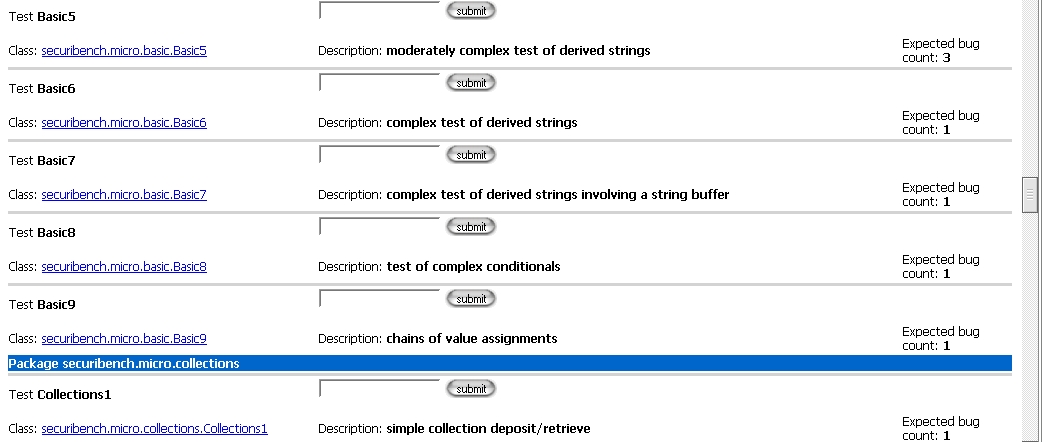 Test Basic5 submit
Class: securibench.micro.basic.Basic5 Description: moderately complex test of derived strings Expected bug count: 3
Test Basic6 submit
Class: securibench.micro.basic.Basic6 Description: complex test of derived strings Expected bug count: 1
Test Basic7 submit
Class: securibench.micro.basic.Basic7 Description: complex test of derived strings involving a string buffer Expected bug count: 1
Test Basic8 submit
Class: securibench.micro.basic.Basic8 Description: test of complex conditionals Expected bug count: 1
Test Basic9 submit
Class: securibench.micro.basic.Basic9 Description: chains of value assignments Expected bug count: 1
Package securibench.micro.collections
Test Collections1 submit
Class: securibench.micro.collections.Collections1 Description: simple collection deposit/retrieve Expected bug count: 1